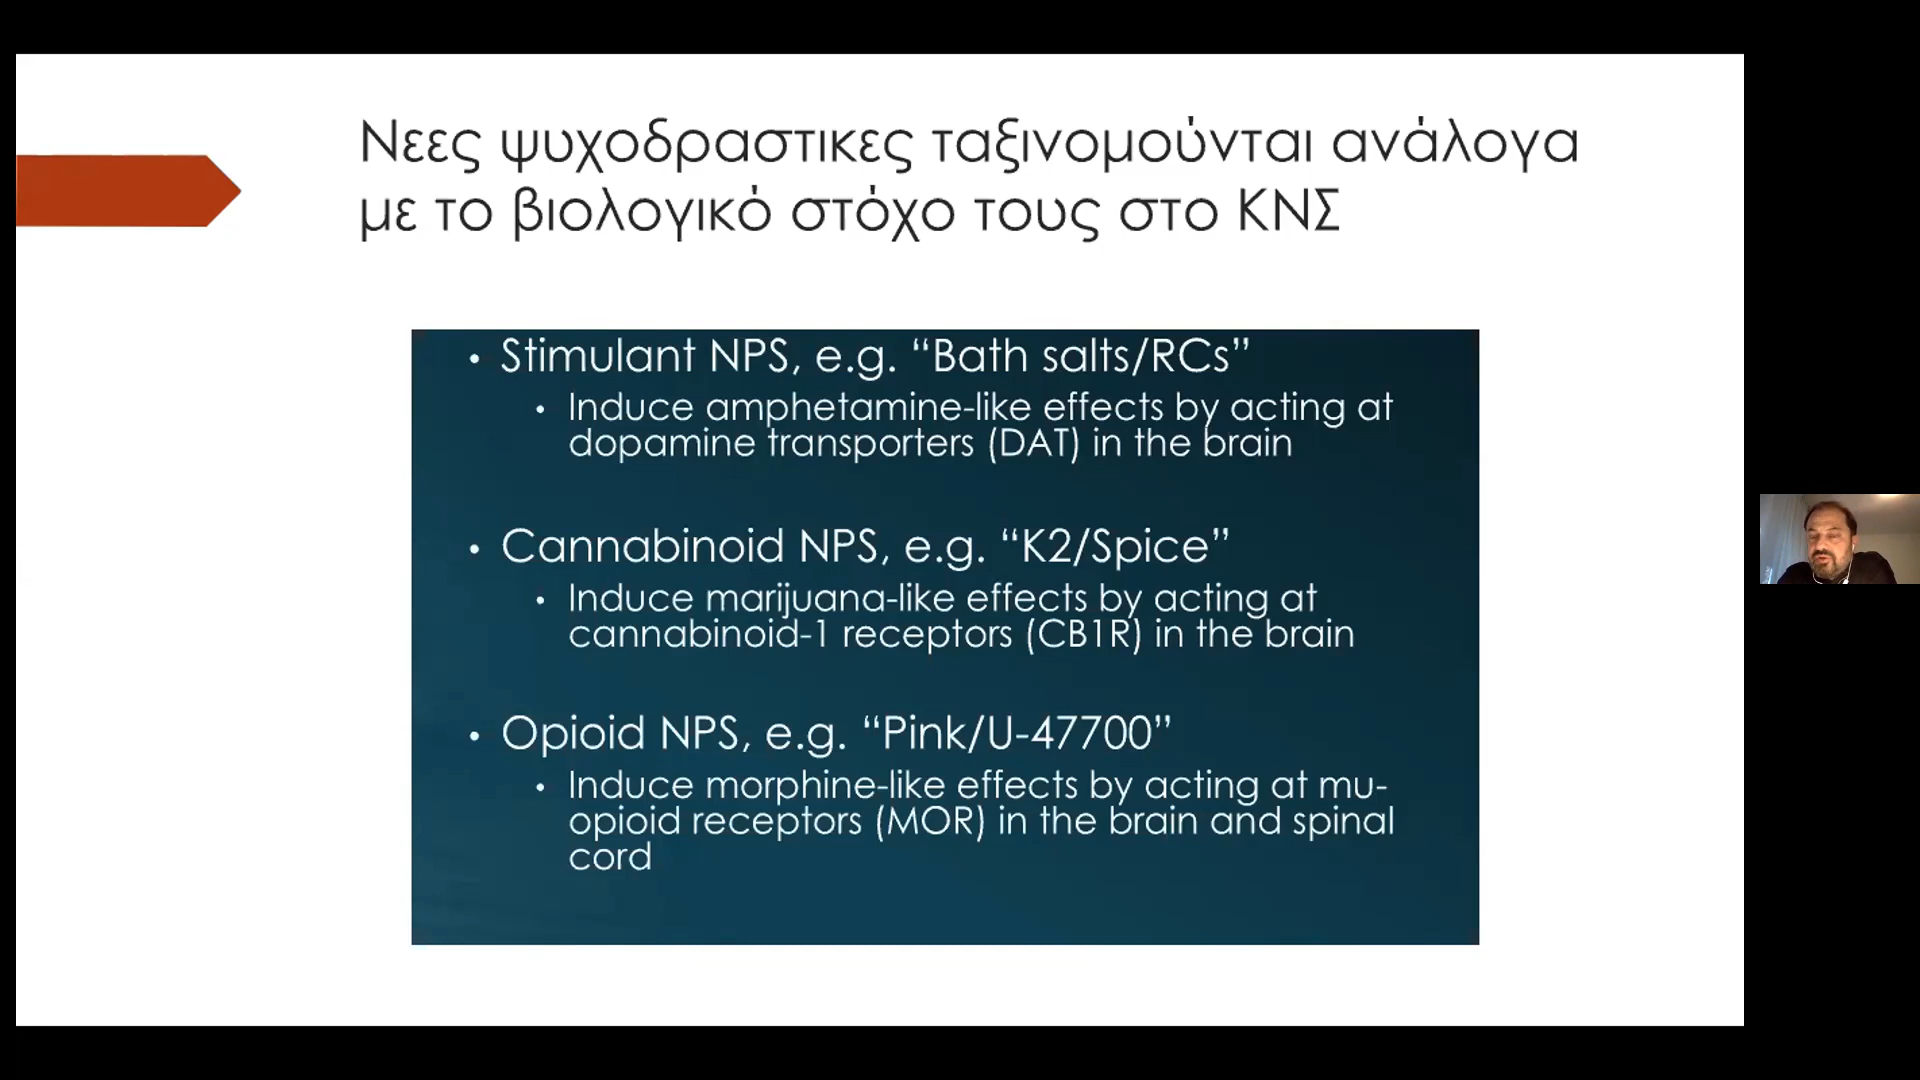 Νεες ψυχοδραστικες ταξινομούνται ανάλογα
με το βιολογικό στόχο τους στο ΚΝΣ
• Stimulant NPS, e.g. “Bath salts/RCs”
• Induce amphetamine-like effects by acting at
dopamine transporters (DAT) in the brain
• Cannabinoid NPS, e.g. “K2/Spice”
• Induce marijuana-like effects by acting at
cannabinoid-1 receptors (CB1R) in the brain
• Opioid NPS, e.g. “Pink/U-47700”
• Induce morphine-like effects by acting at mu-
opioid receptors (MOR) in the brain and spinal
cord